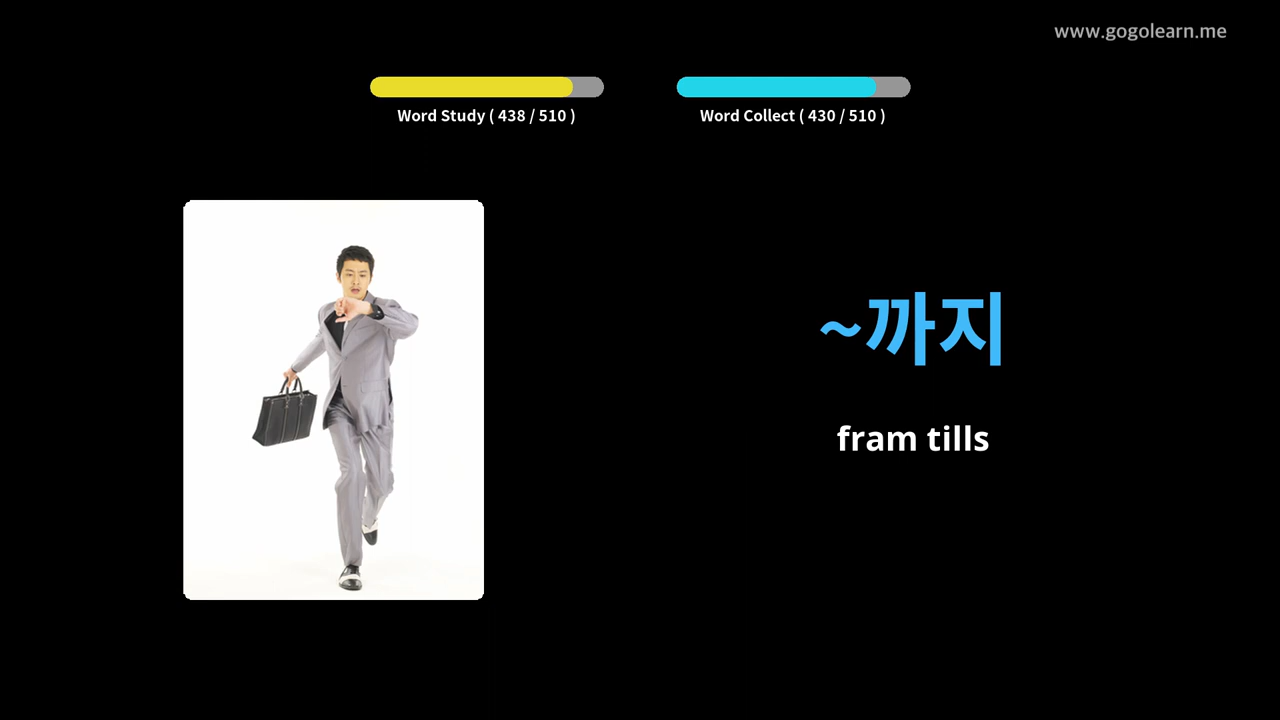 www.gogolearn.me
Word Study ( 438 / 510 )
Word Collect ( 430 / 510 )
~까지
fram tills